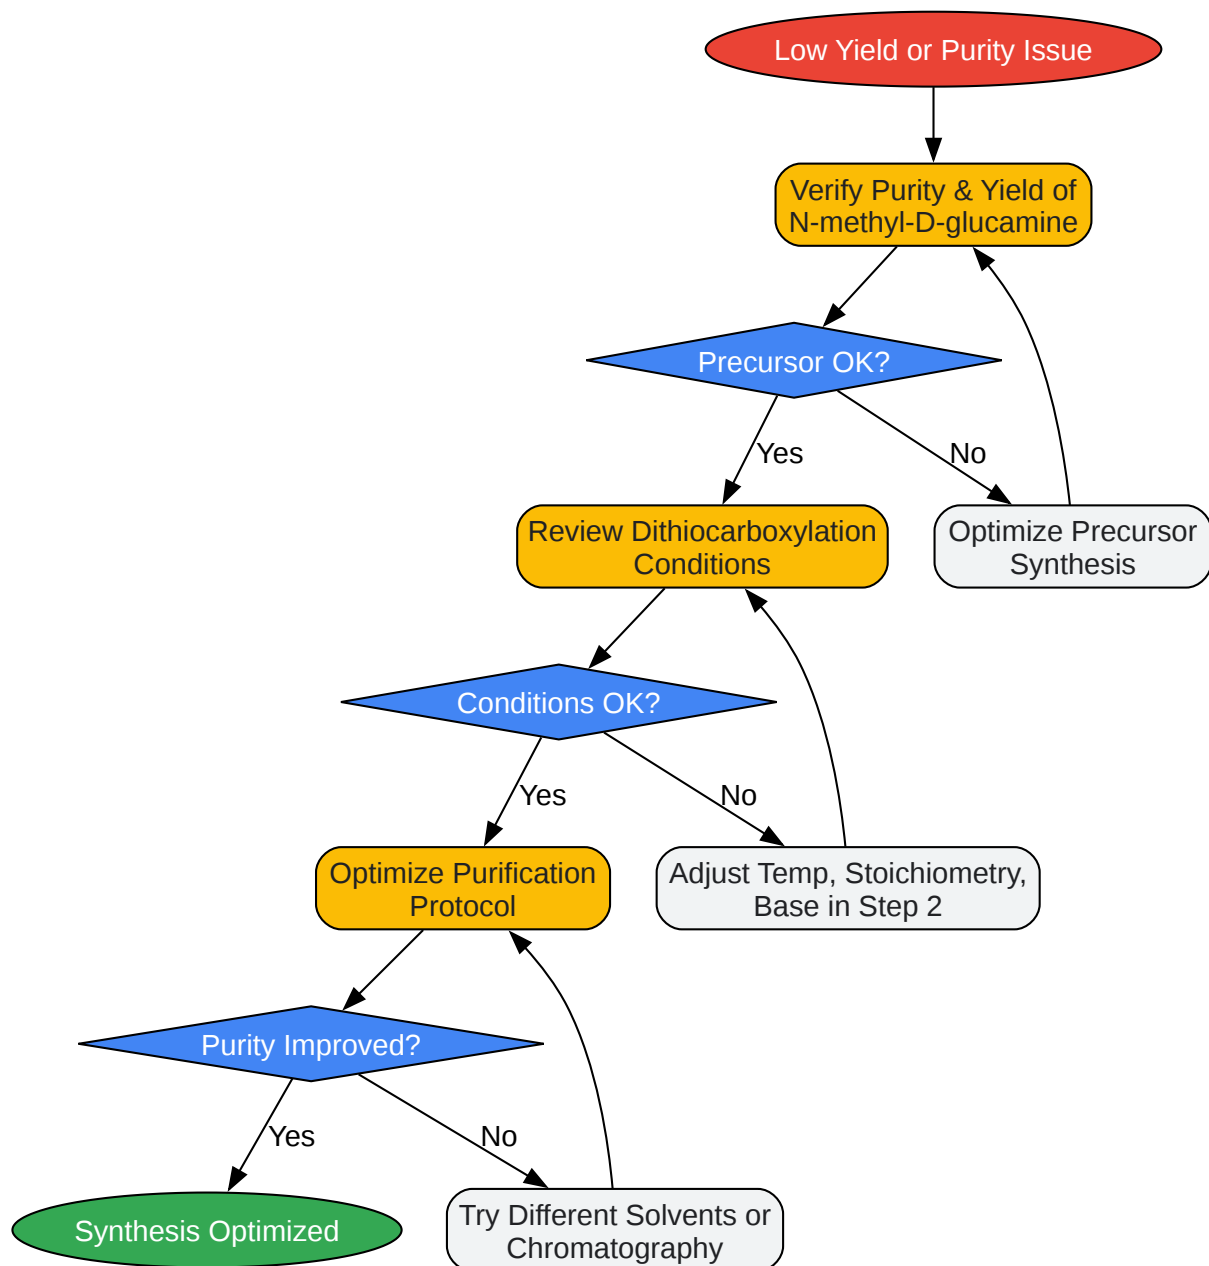 Low Yield or Purity Issue
Verify Purity & Yield of
N-methyl-D-glucamine
Precursor OK?
Yes
No
Review Dithiocarboxylation
Conditions
Optimize Precursor
Synthesis
Conditions OK?
Yes
No
Optimize Purification
Protocol
Adjust Temp, Stoichiometry,
Base in Step 2
Purity Improved?
Yes
No
Synthesis Optimized
Try Different Solvents or
Chromatography